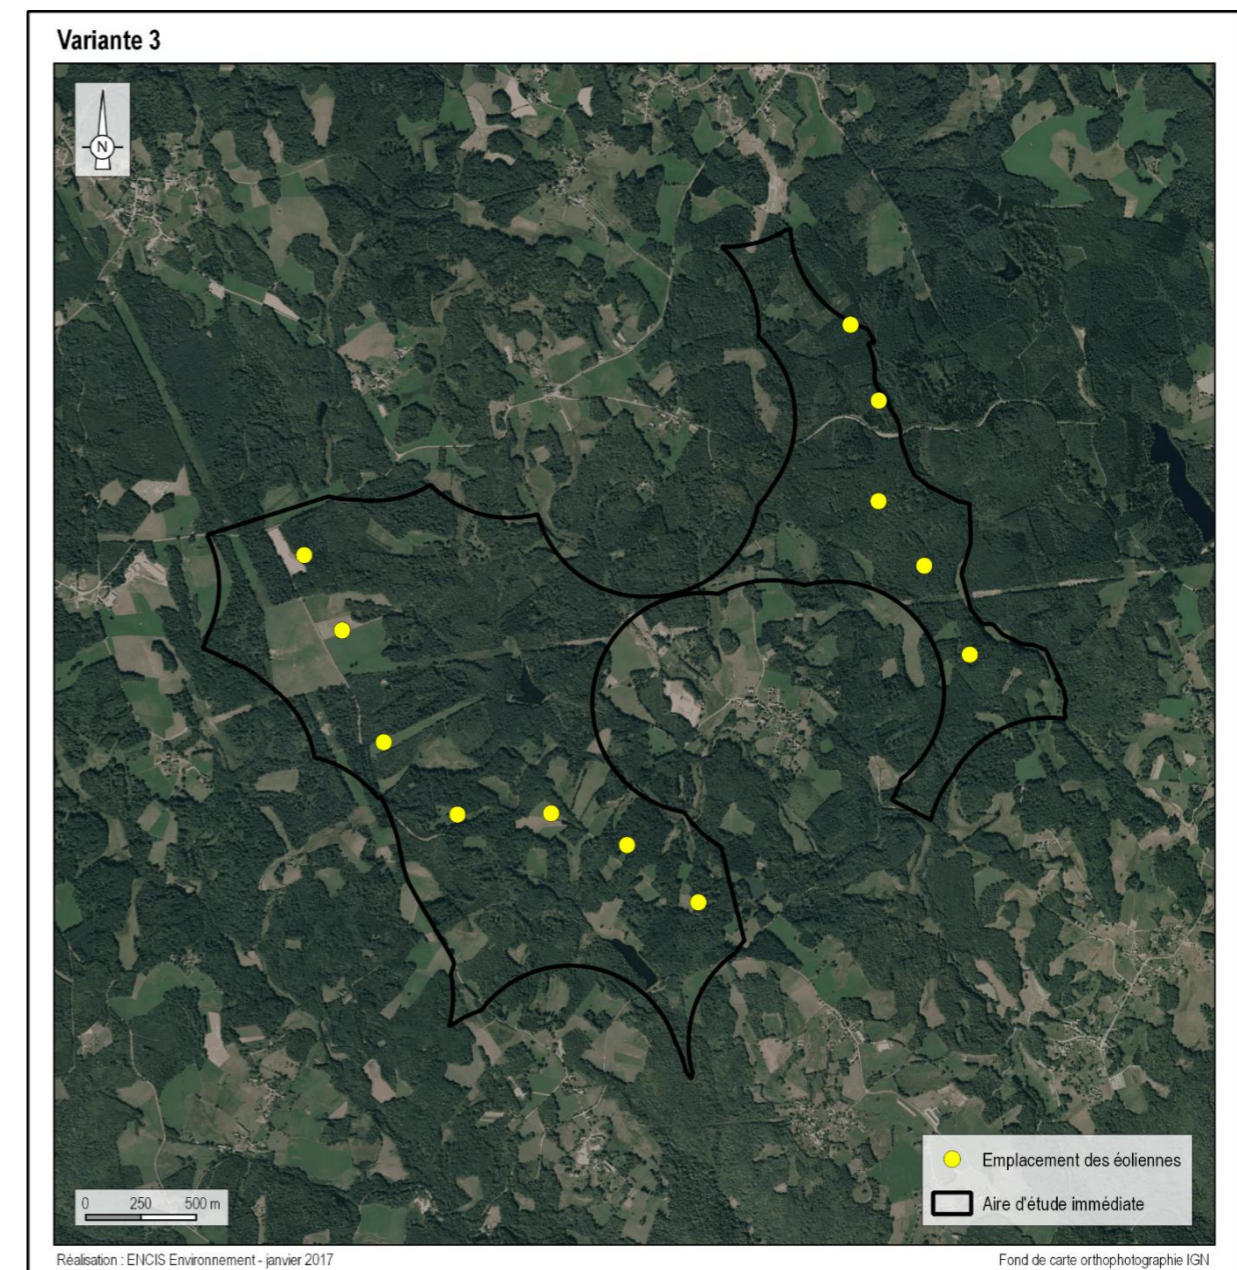 Variante 3
N
Emplacement des éoliennes
Aire d'étude immédiate
0 250 500 m
Réalisation : ENCIS Environnement - janvier 2017
Fond de carte orthophotographie IGN